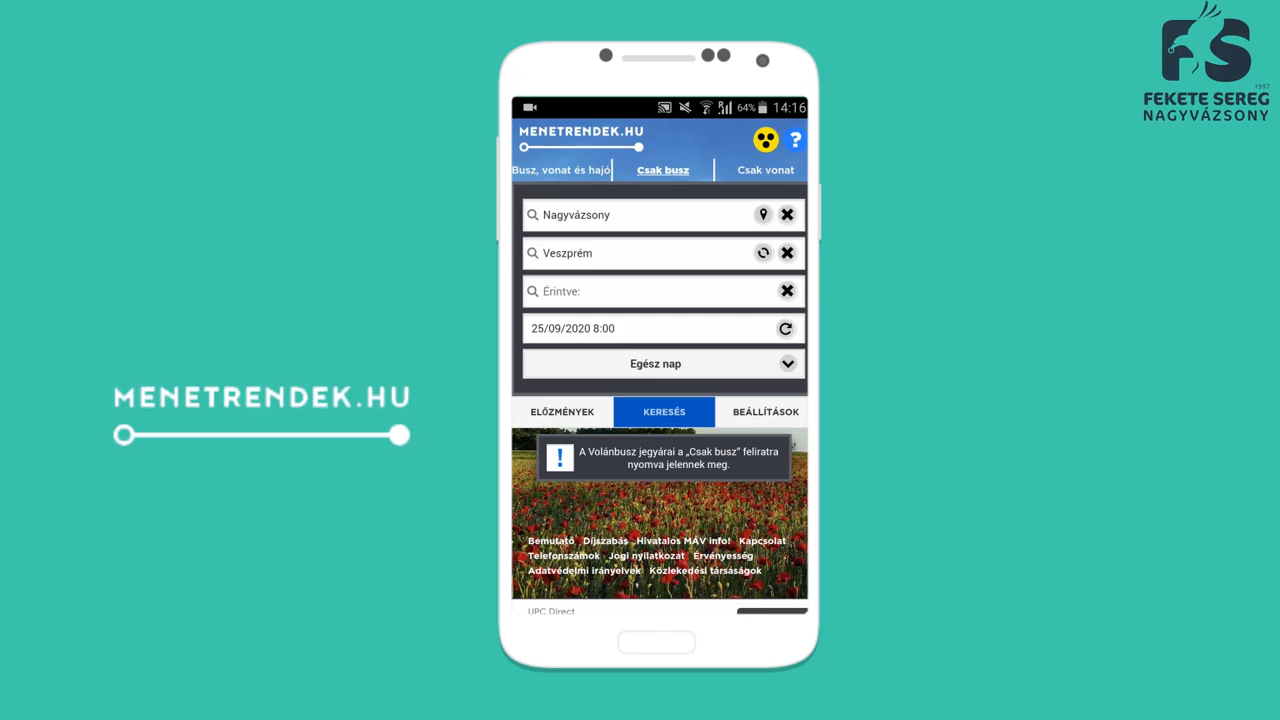 FS
1997
FEKETE SEREG
NAGYVÁZSONY
64% 14:16
MENETRENDEK.HU
?
Busz, vonat és hajó Csak busz Csak vonat
Nagyvázsony
Veszprém
Érintve:
25/09/2020 8:00
Egész nap
MENETRENDEK.HU
ELŐZMÉNYEK KERESÉS BEÁLLÍTÁSOK
! A Volánbusz jegyárai a „Csak busz" feliratra
nyomva jelennek meg.
Bemutató Díjszabás Hivatalos MÁV info! Kapcsolat
Telefonszámok Jogi nyilatkozat Érvényesség
Adatvédelmi irányelvek Közlekedési társaságok
UPC Direct